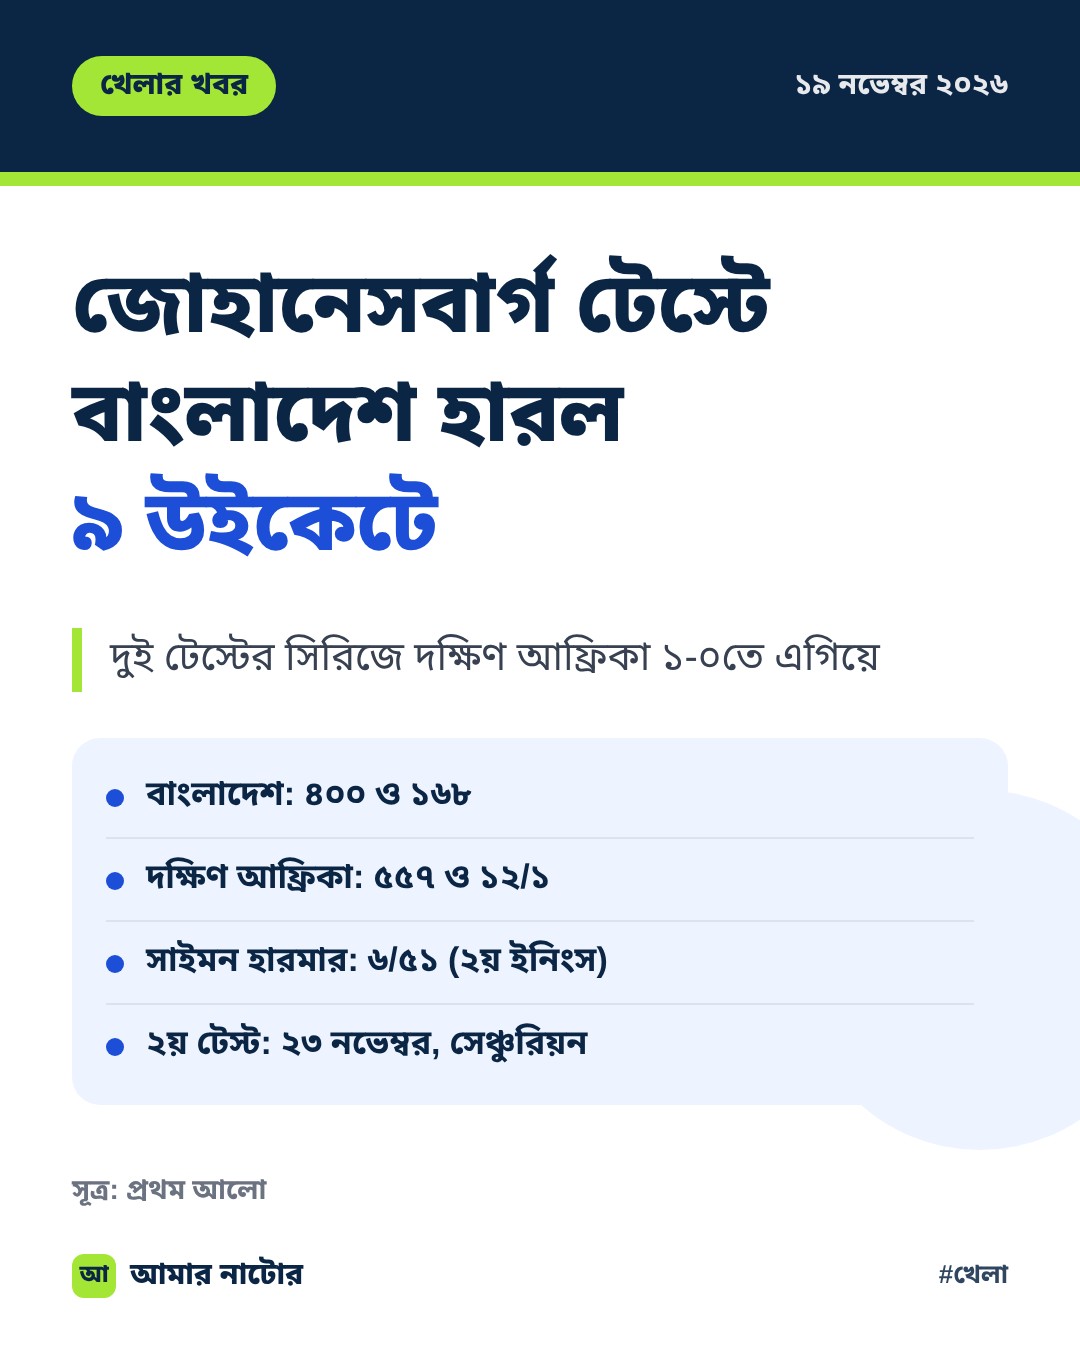 খেলার খবর
১৯ নভেম্বর ২০২৬
জোহানেসবার্গ টেস্টে
বাংলাদেশ হারল
৯ উইকেটে
দুই টেস্টের সিরিজে দক্ষিণ আফ্রিকা ১-০তে এগিয়ে
বাংলাদেশ: ৪০০ ও ১৬৮
দক্ষিণ আফ্রিকা: ৫৫৭ ও ১২/১
সাইমন হারমার: ৬/৫১ (২য় ইনিংস)
২য় টেস্ট: ২৩ নভেম্বর, সেঞ্চুরিয়ন
সূত্র: প্রথম আলো
আ আমার নাটোর
#খেলা